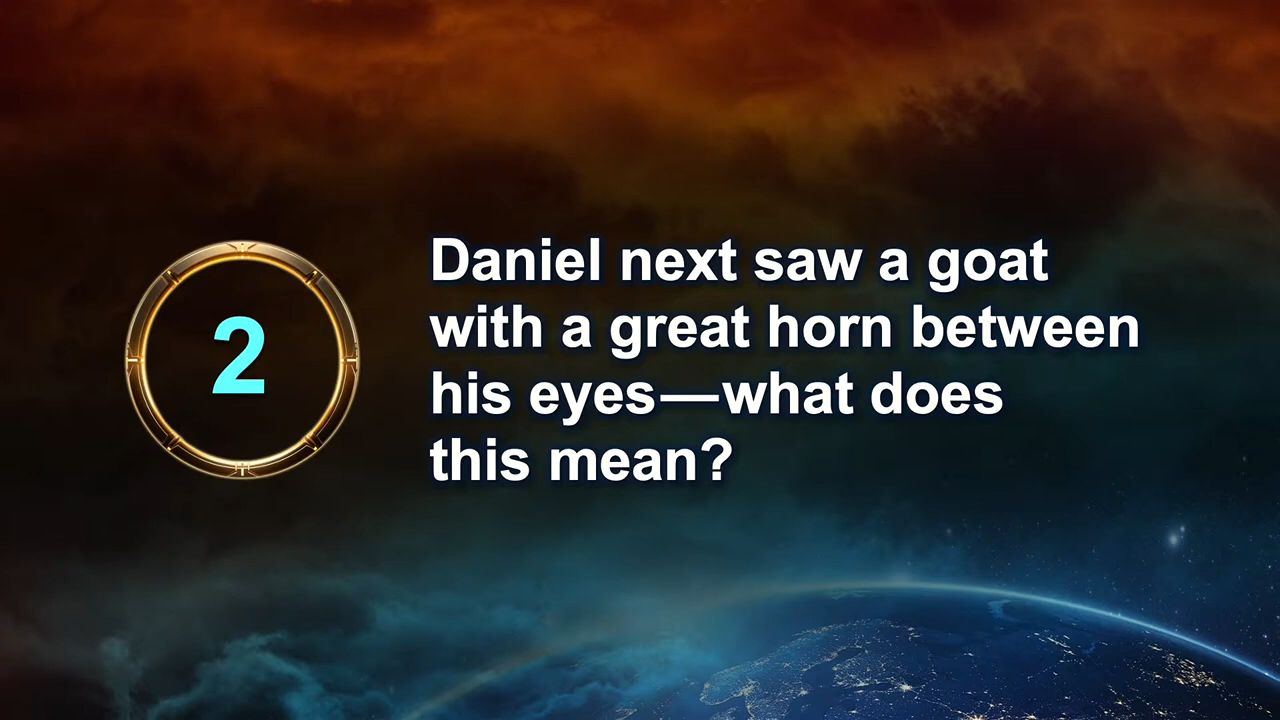 2
Daniel next saw a goat
with a great horn between
his eyes—what does
this mean?